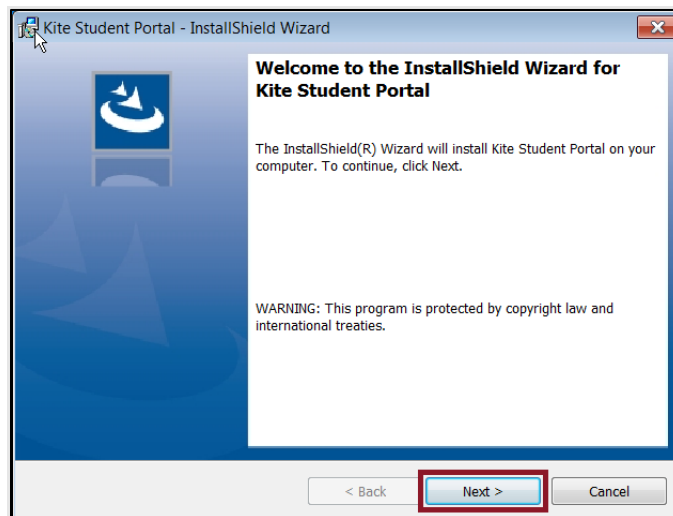 Kite Student Portal - InstallShield Wizard
Welcome to the InstallShield Wizard for
Kite Student Portal
The InstallShield(R) Wizard will install Kite Student Portal on your
computer. To continue, click Next.
WARNING: This program is protected by copyright law and
international treaties.
< Back
Next >
Cancel